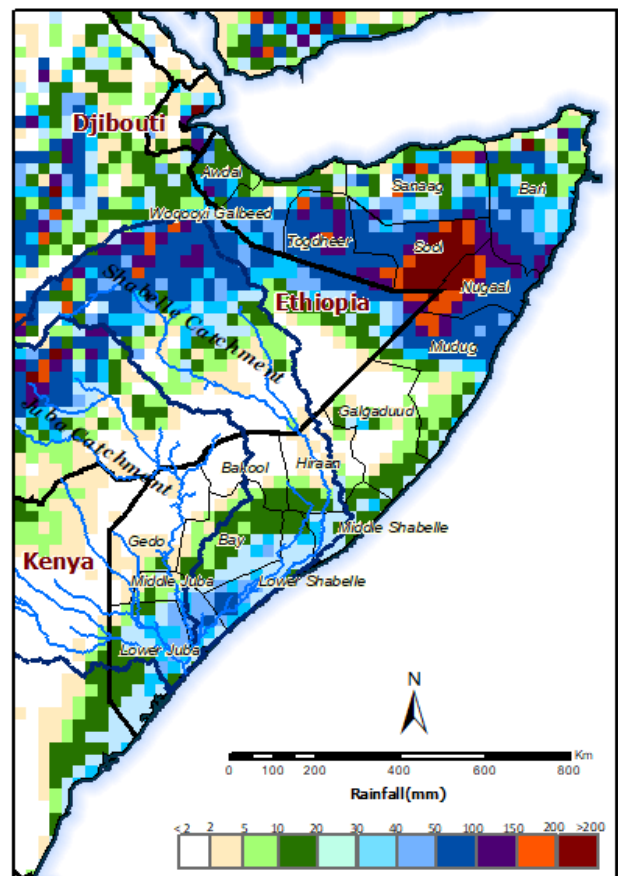 Djibouti
Awdal
Sanaag
Bari
Woqooyi Galbeed
Togdheer
Sool
Shabelle Catchment
Ethiopia
Nugaal
Mudug
Juba Catchment
Galgaduud
Bakool
Hiraan
Middle Shabelle
Gedo
Bay
Kenya
Middle Juba
Lower Shabelle
Lower Juba
N
Km
0 100 200 400 600 800
Rainfall(mm)
<2 2 5 10 20 30 40 50 100 150 200 >200